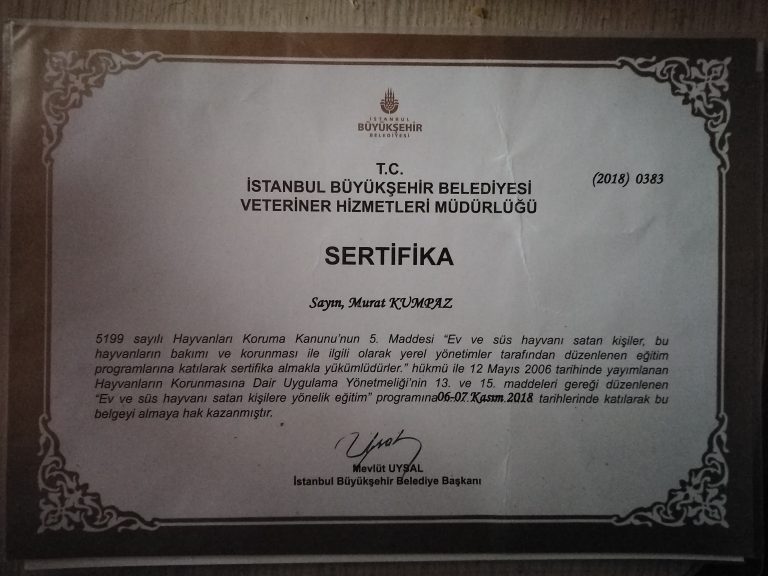 İSTANBUL
BÜYÜKŞEHİR
BELEDİYESİ
T.C.
İSTANBUL BÜYÜKŞEHİR BELEDİYESİ
VETERİNER HİZMETLERİ MÜDÜRLÜĞÜ
(2018) 0383
SERTİFİKA
Sayın, Murat KUMPAZ
5199 sayılı Hayvanları Koruma Kanunu'nun 5. Maddesi “Ev ve süs hayvanı satan kişiler, bu
hayvanların bakımı ve korunması ile ilgili olarak yerel yönetimler tarafından düzenlenen eğitim
programlarına katılarak sertifika almakla yükümlüdürler.” hükmü ile 12 Mayıs 2006 tarihinde yayımlanan
Hayvanların Korunmasına Dair Uygulama Yönetmeliği'nin 13. ve 15. maddeleri gereği düzenlenen
“Ev ve süs hayvanı satan kişilere yönelik eğitim” programına 06-07 Kasım 2018 tarihlerinde katılarak bu
belgeyi almaya hak kazanmıştır.
Uysal
Mevlüt UYSAL
İstanbul Büyükşehir Belediye Başkanı